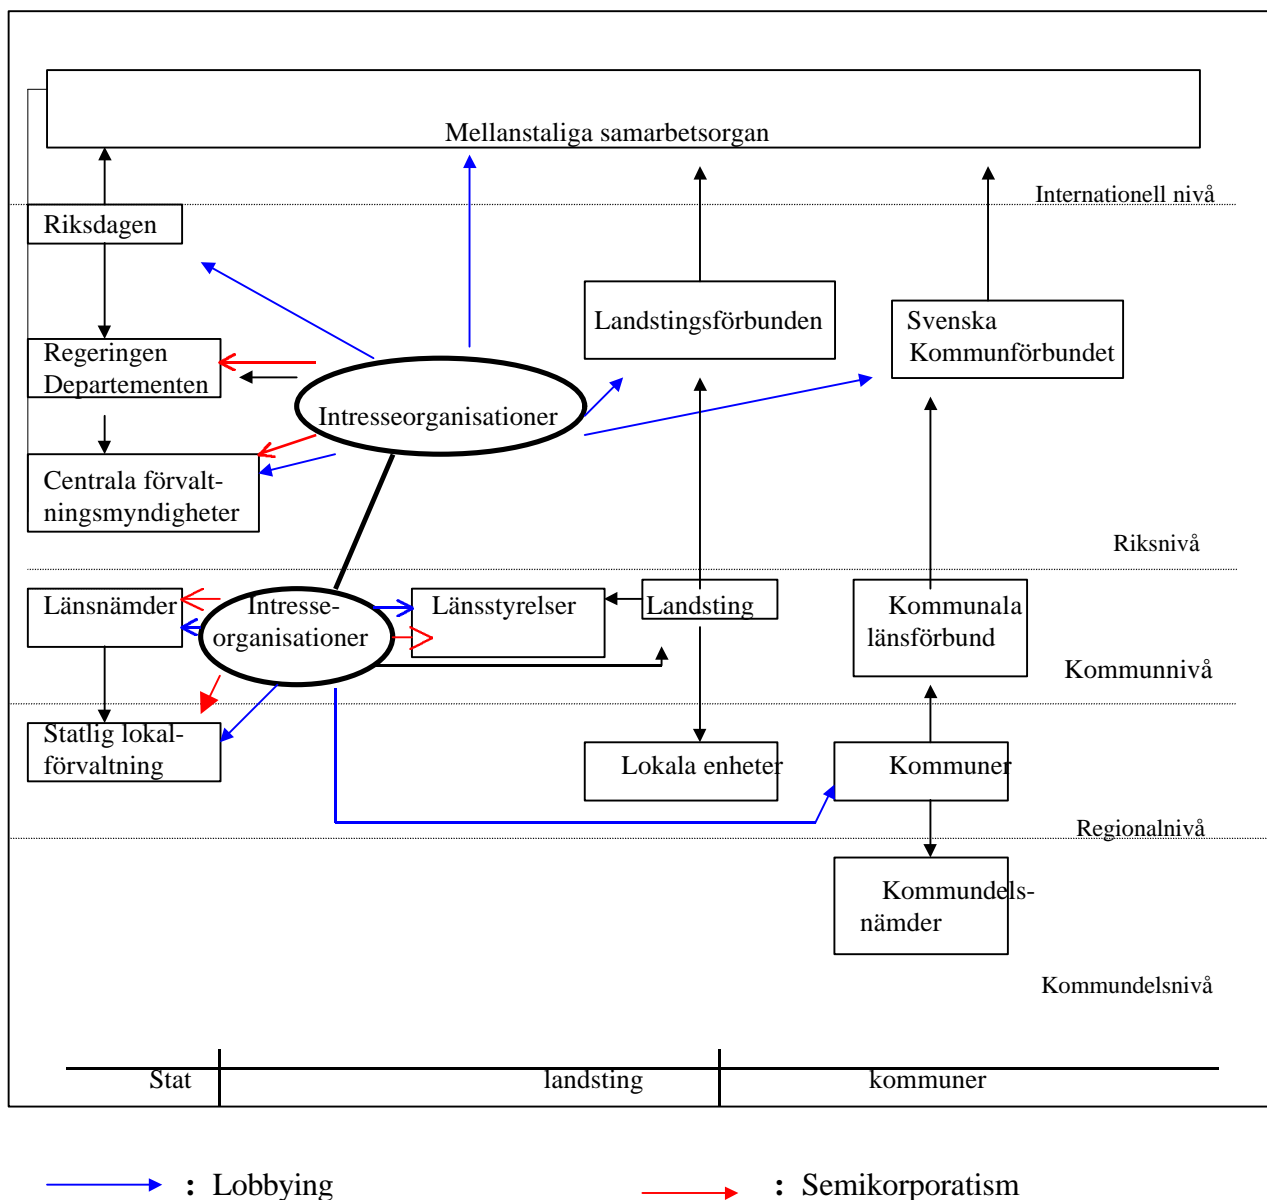 Mellanstaliga samarbetsorgan
Internationell nivå
Riksdagen
Landstingsförbunden
Svenska
Kommunförbundet
Regeringen
Departementen
Intresseorganisationer
Centrala förvalt-
ningsmyndigheter
Riksnivå
Länsnämder
Intresse-
organisationer
Länsstyrelser
Landsting
Kommunala
länsförbund
Kommunnivå
Statlig lokal-
förvaltning
Lokala enheter
Kommuner
Regionalnivå
Kommundels-
nämder
Kommundelsnivå
Stat landsting kommuner
: Lobbying : Semikorporatism